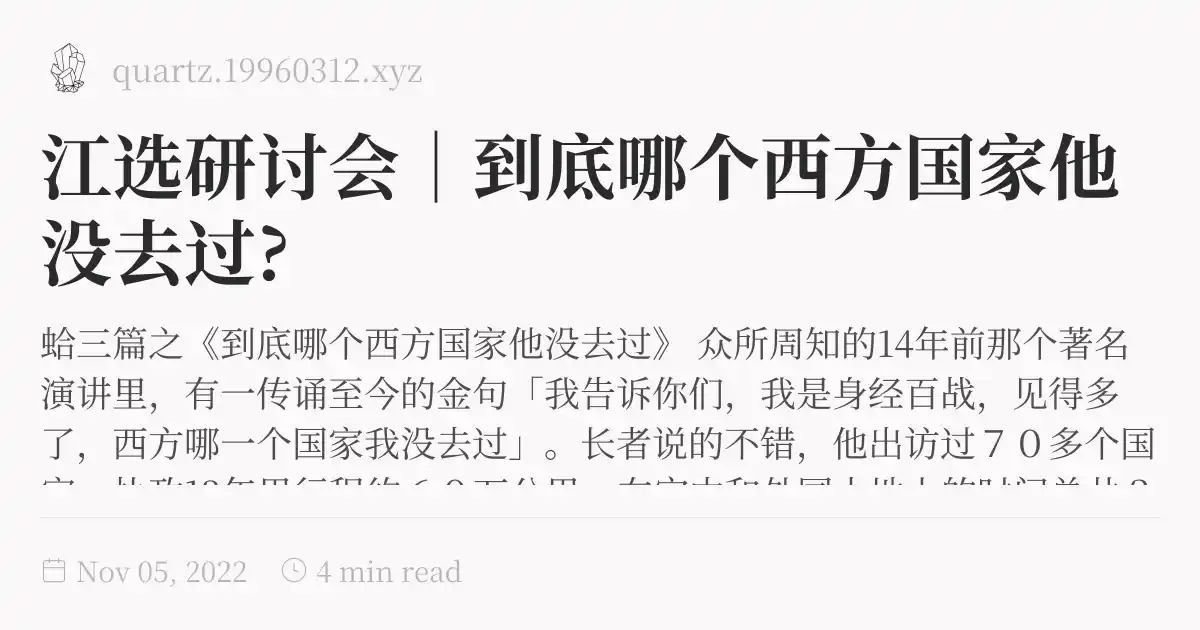 quartz.19960312.xyz
江选研讨会｜到底哪个西方国家他
没去过?
蛤三篇之《到底哪个西方国家他没去过》 众所周知的14年前那个著名
演讲里，有一传诵至今的金句「我告诉你们，我是身经百战，见得多
了，西方哪一个国家我没去过」。长者说的不错，他出访过７０多个国
Nov 05, 2022
4 min read